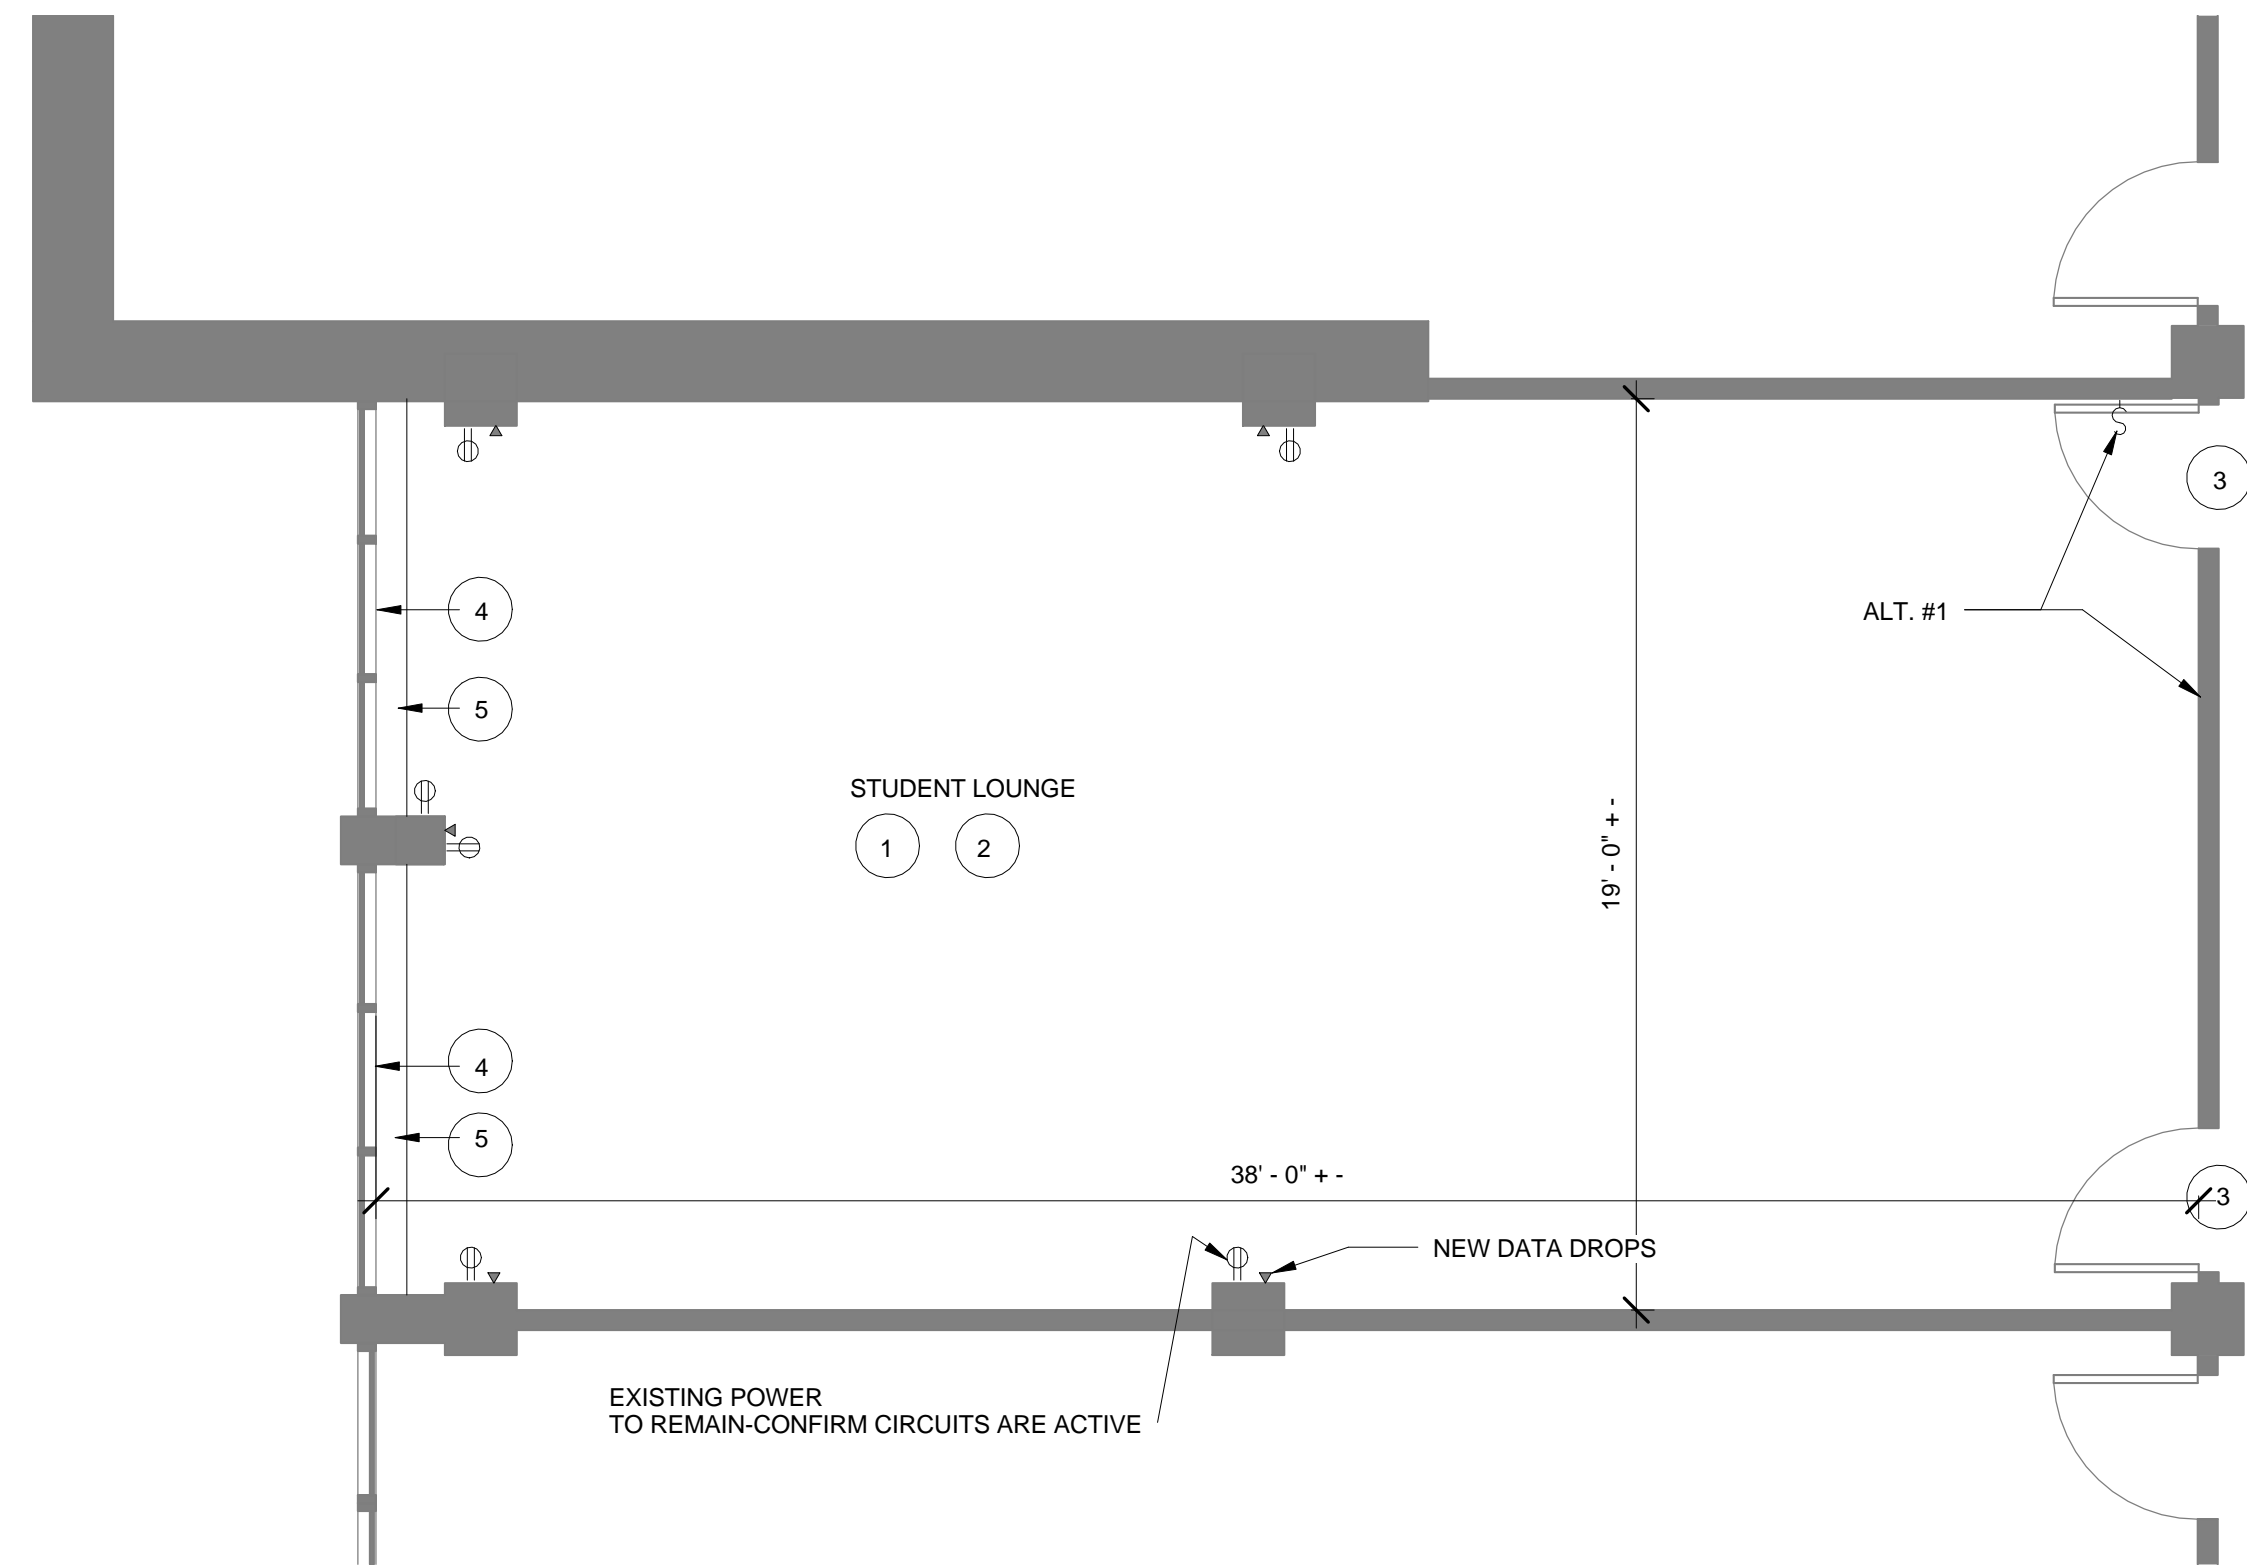 3
4
ALT. #1
5
STUDENT LOUNGE
1 2
19' - 0" + -
4
5
38' - 0" + -
3
NEW DATA DROPS
EXISTING POWER
TO REMAIN-CONFIRM CIRCUITS ARE ACTIVE